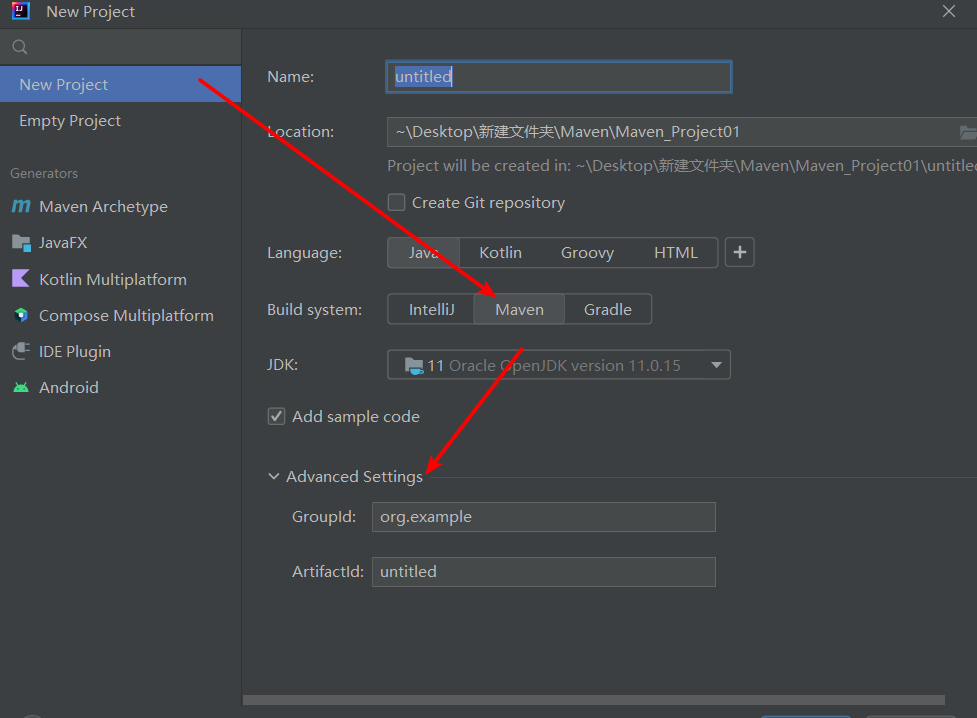 New Project
New Project
Empty Project
Generators
Maven Archetype
JavaFX
Kotlin Multiplatform
Compose Multiplatform
IDE Plugin
Android
Name: untitled
Location: ~\Desktop\新建文件夹\Maven\Maven_Project01
Project will be created in: ~\Desktop\新建文件夹\Maven\Maven_Project01\untitled
Create Git repository
Language: Java Kotlin Groovy HTML +
Build system: IntelliJ Maven Gradle
JDK: 11 Oracle OpenJDK version 11.0.15
Add sample code
Advanced Settings
GroupId: org.example
ArtifactId: untitled